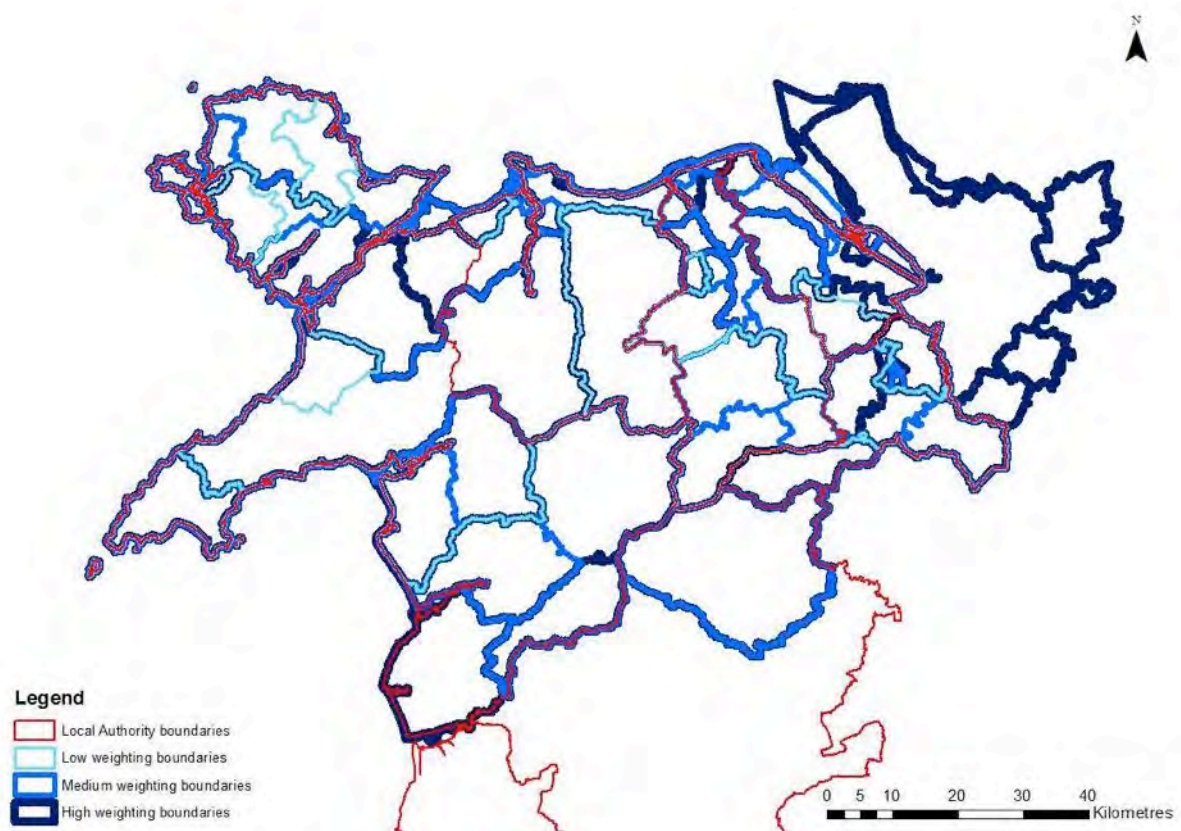 N
Legend
Local Authority boundaries
Low weighting boundaries
Medium weighting boundaries
High weighting boundaries
0 5 10 20 30 40
Kilometres